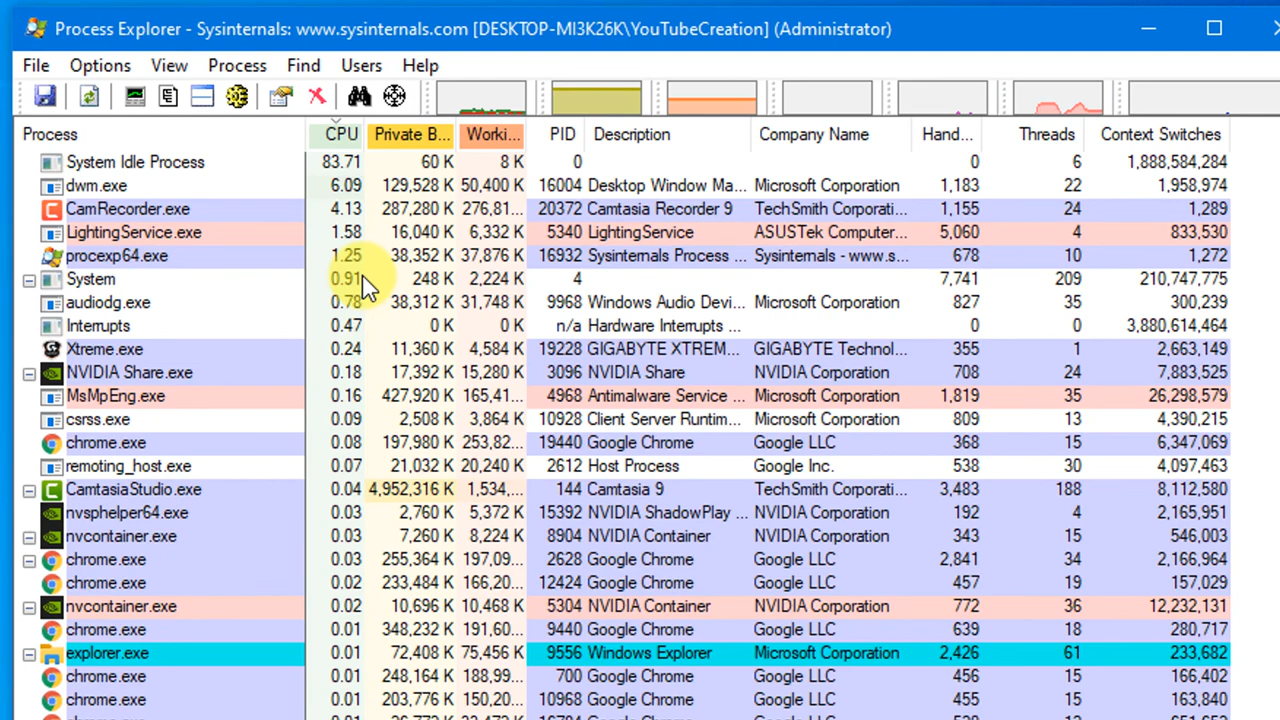 Process Explorer - Sysinternals: www.sysinternals.com [DESKTOP-MI3K26K\YouTubeCreation] (Administrator)
File Options View Process Find Users Help
Process CPU Private B... Worki... PID Description Company Name Hand... Threads Context Switches
System Idle Process 83.71 60 K 8 K 0 0 6 1,888,584,284
dwm.exe 6.09 129,528 K 50,400 K 16004 Desktop Window Ma... Microsoft Corporation 1,183 22 1,958,974
CamRecorder.exe 4.13 287,280 K 276,81... 20372 Camtasia Recorder 9 TechSmith Corporati... 1,155 24 1,289
LightingService.exe 1.58 16,040 K 6,332 K 5340 LightingService ASUSTek Computer... 5,060 4 833,530
procexp64.exe 1.25 38,352 K 37,876 K 16932 Sysinternals Process ... Sysinternals - www.s... 678 10 1,272
System 0.91 248 K 2,224 K 4 7,741 209 210,747,775
audiodg.exe 0.78 38,312 K 31,748 K 9968 Windows Audio Devi... Microsoft Corporation 827 35 300,239
Interrupts 0.47 0 K 0 K n/a Hardware Interrupts ... 0 0 3,880,614,464
Xtreme.exe 0.24 11,360 K 4,584 K 19228 GIGABYTE XTREM... GIGABYTE Technol... 355 1 2,663,149
NVIDIA Share.exe 0.18 17,392 K 15,280 K 3096 NVIDIA Share NVIDIA Corporation 708 24 7,883,525
MsMpEng.exe 0.16 427,920 K 165,41... 4968 Antimalware Service ... Microsoft Corporation 1,819 35 26,298,579
csrss.exe 0.09 2,508 K 3,864 K 10928 Client Server Runtim... Microsoft Corporation 809 13 4,390,215
chrome.exe 0.08 197,980 K 253,82... 19440 Google Chrome Google LLC 368 15 6,347,069
remoting_host.exe 0.07 21,032 K 20,240 K 2612 Host Process Google Inc. 538 30 4,097,463
CamtasiaStudio.exe 0.04 4,952,316 K 1,534,... 144 Camtasia 9 TechSmith Corporati... 3,483 188 8,112,580
nvsphelper64.exe 0.03 2,760 K 5,372 K 15392 NVIDIA ShadowPlay ... NVIDIA Corporation 192 4 2,165,951
nvcontainer.exe 0.03 7,260 K 8,224 K 8904 NVIDIA Container NVIDIA Corporation 343 15 546,003
chrome.exe 0.03 255,364 K 197,09... 2628 Google Chrome Google LLC 2,841 34 2,166,964
chrome.exe 0.02 233,484 K 166,20... 12424 Google Chrome Google LLC 457 19 157,029
nvcontainer.exe 0.02 10,696 K 10,468 K 5304 NVIDIA Container NVIDIA Corporation 772 36 12,232,131
chrome.exe 0.01 348,232 K 191,60... 9440 Google Chrome Google LLC 639 18 280,717
explorer.exe 0.01 72,408 K 75,456 K 9556 Windows Explorer Microsoft Corporation 2,426 61 233,682
chrome.exe 0.01 248,164 K 188,99... 700 Google Chrome Google LLC 456 15 166,402
chrome.exe 0.01 203,776 K 150,20... 10968 Google Chrome Google LLC 455 15 163,840